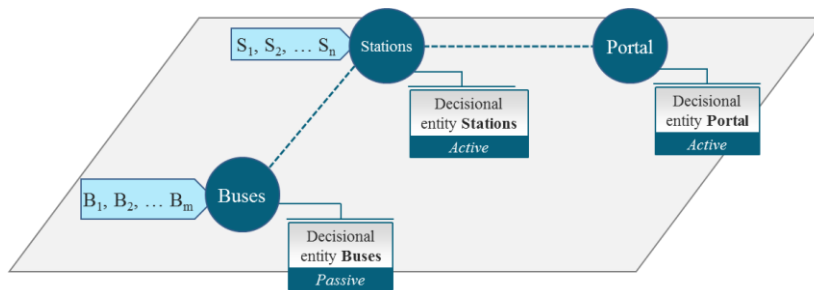 S₁, S₂, … Sₙ
Stations
Portal
Decisional
entity Stations
Active
Decisional
entity Portal
Active
B₁, B₂, … Bₘ
Buses
Decisional
entity Buses
Passive